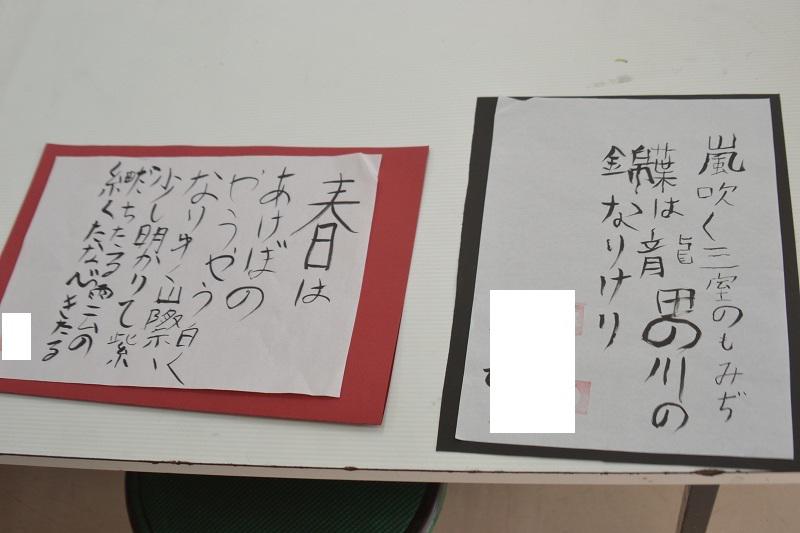 嵐吹く三室のもみぢ
葉は龍田の川の
錦なりけり
春は
あけぼの
やうやう白く
なりゆく山際、
少し明かりて紫
だちたる雲の
細くたなびきたる